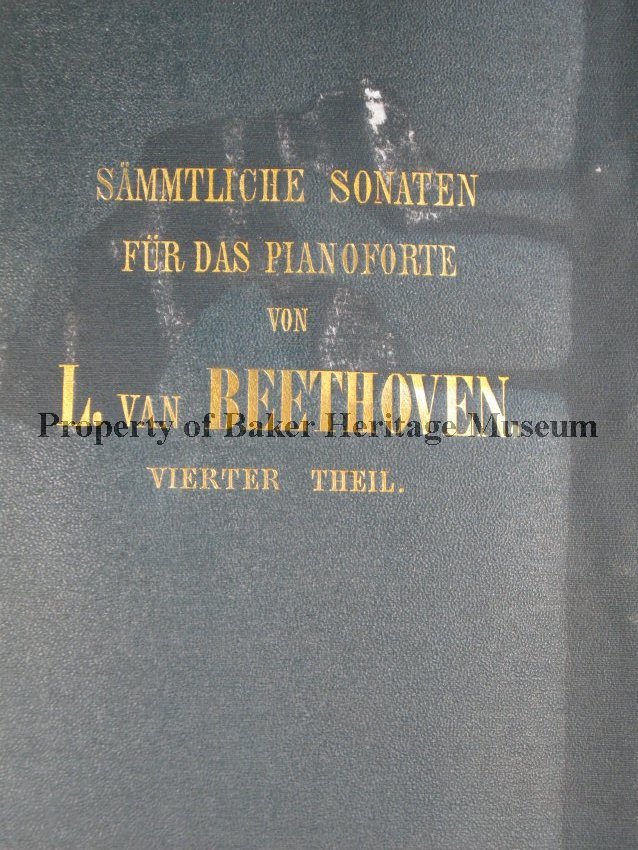 SÄMMTLICHE SONATEN
FÜR DAS PIANOFORTE
VON
L. VAN BEETHOVEN.
Property of Baker Heritage Museum
VIERTER THEIL.